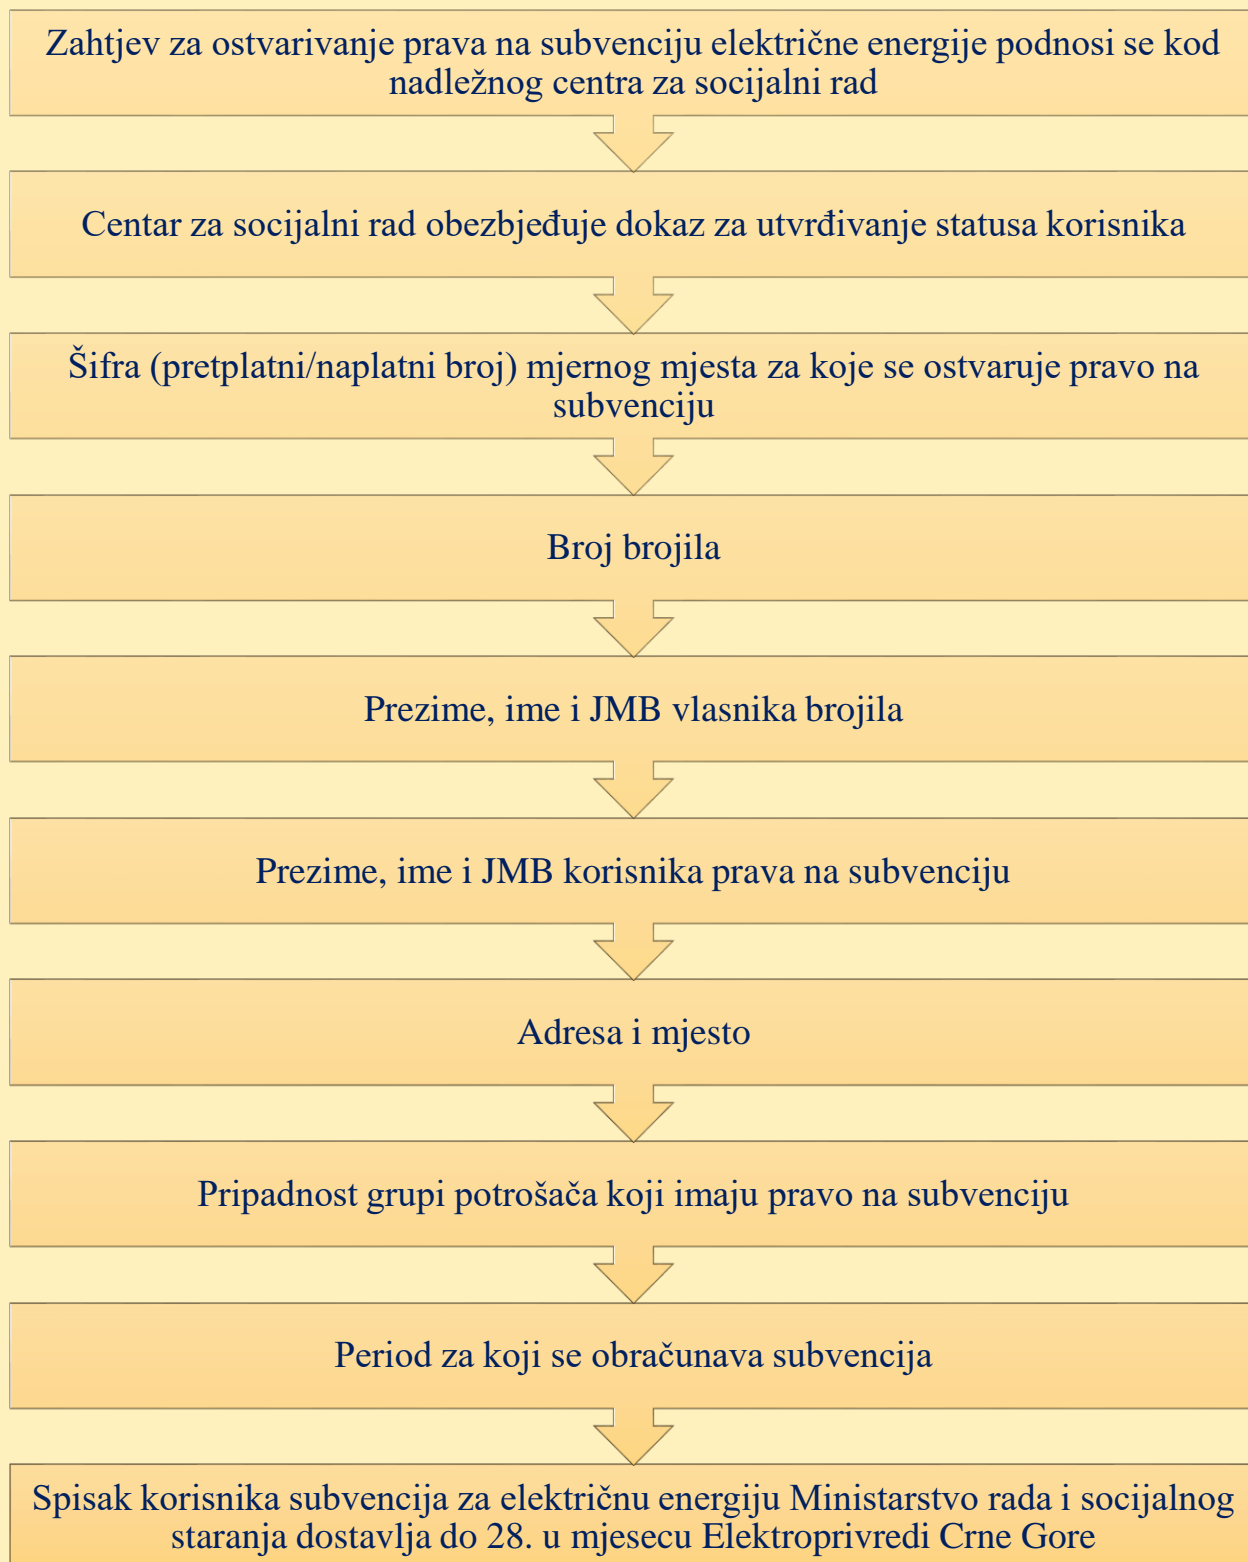 Zahtjev za ostvarivanje prava na subvenciju električne energije podnosi se kod
nadležnog centra za socijalni rad
Centar za socijalni rad obezbjeđuje dokaz za utvrđivanje statusa korisnika
Šifra (pretplatni/naplatni broj) mjernog mjesta za koje se ostvaruje pravo na
subvenciju
Broj brojila
Prezime, ime i JMB vlasnika brojila
Prezime, ime i JMB korisnika prava na subvenciju
Adresa i mjesto
Pripadnost grupi potrošača koji imaju pravo na subvenciju
Period za koji se obračunava subvencija
Spisak korisnika subvencija za električnu energiju Ministarstvo rada i socijalnog
staranja dostavlja do 28. u mjesecu Elektroprivredi Crne Gore